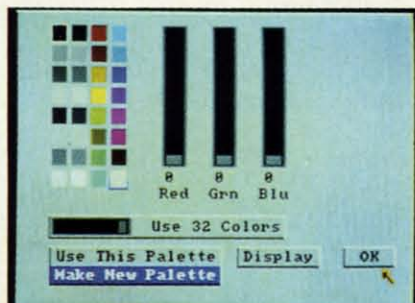 0 0 0
Red Grn Blu
Use 32 Colors
Use This Palette Display OK
Make New Palette